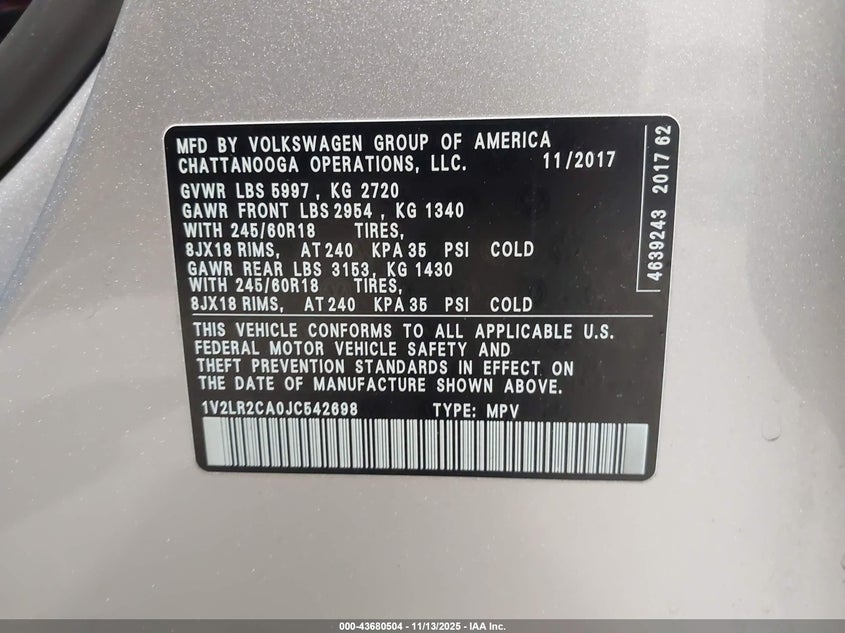 MFD BY VOLKSWAGEN GROUP OF AMERICA
CHATTANOOGA OPERATIONS, LLC. 11/2017
GVWR LBS 5997 , KG 2720
GAWR FRONT LBS 2954 , KG 1340
WITH 245/60R18 TIRES,
8JX18 RIMS, AT 240 KPA 35 PSI COLD
GAWR REAR LBS 3153, KG 1430
WITH 245/60R18 TIRES,
8JX18 RIMS, AT 240 KPA 35 PSI COLD
THIS VEHICLE CONFORMS TO ALL APPLICABLE U.S.
FEDERAL MOTOR VEHICLE SAFETY AND
THEFT PREVENTION STANDARDS IN EFFECT ON
THE DATE OF MANUFACTURE SHOWN ABOVE.
1V2LR2CA0JC542698 TYPE: MPV
4639243 2017 62
000-43680504 - 11/13/2025 - IAA Inc.